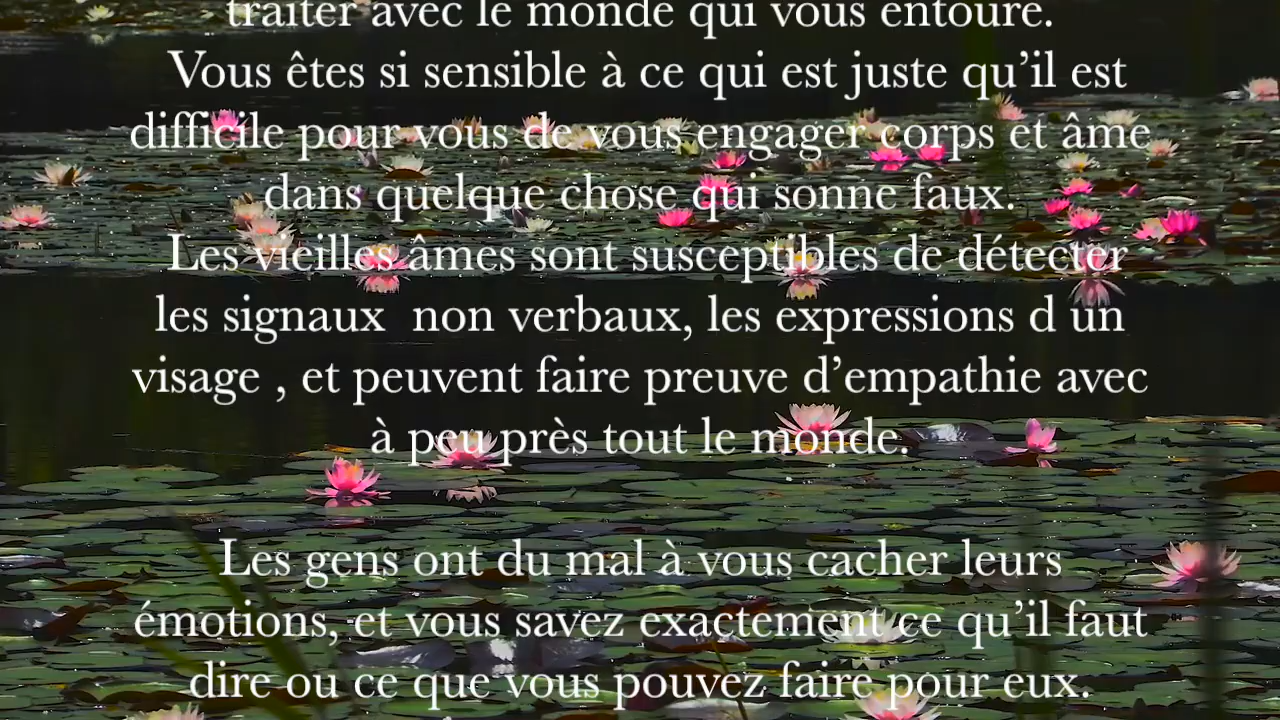 traiter avec le monde qui vous entoure.
Vous êtes si sensible à ce qui est juste qu’il est
difficile pour vous de vous engager corps et âme
dans quelque chose qui sonne faux.
Les vieilles âmes sont susceptibles de détecter
les signaux  non verbaux, les expressions d un
visage , et peuvent faire preuve d’empathie avec
à peu près tout le monde.
Les gens ont du mal à vous cacher leurs
émotions, et vous savez exactement ce qu’il faut
dire ou ce que vous pouvez faire pour eux.